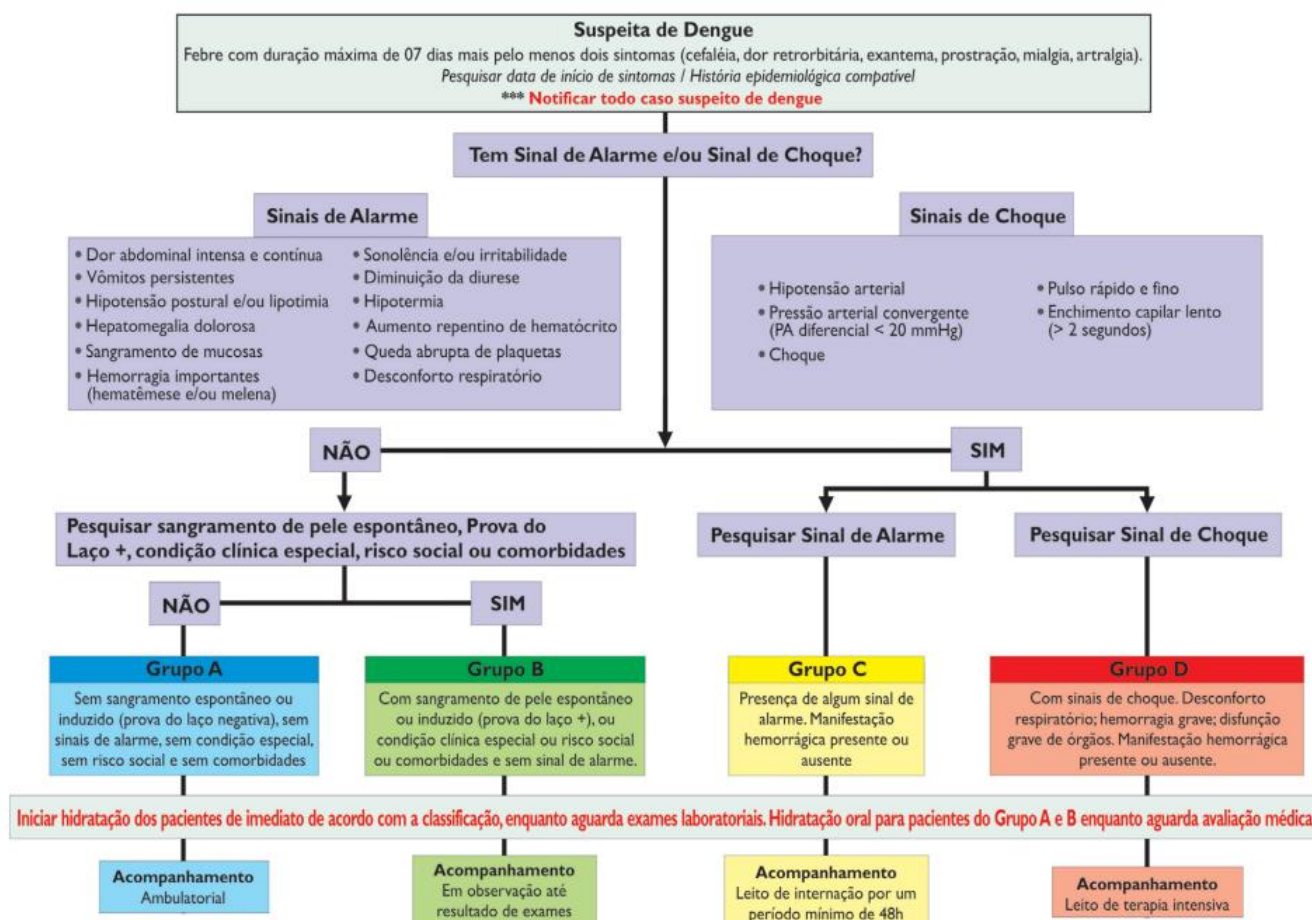 Suspeita de Dengue
Febre com duração máxima de 07 dias mais pelo menos dois sintomas (cefaléia, dor retrorbitária, exantema, prostração, mialgia, artralgia).
Pesquisar data de início de sintomas / História epidemiológica compatível
*** Notificar todo caso suspeito de dengue
Tem Sinal de Alarme e/ou Sinal de Choque?
Sinais de Alarme
• Dor abdominal intensa e contínua
• Vômitos persistentes
• Hipotensão postural e/ou lipotimia
• Hepatomegalia dolorosa
• Sangramento de mucosas
• Hemorragia importantes
(hematêmese e/ou melena)
• Sonolência e/ou irritabilidade
• Diminuição da diurese
• Hipotermia
• Aumento repentino de hematócrito
• Queda abrupta de plaquetas
• Desconforto respiratório
Sinais de Choque
• Hipotensão arterial
• Pressão arterial convergente
(PA diferencial < 20 mmHg)
• Choque
• Pulso rápido e fino
• Enchimento capilar lento
(> 2 segundos)
NÃO
SIM
Pesquisar sangramento de pele espontâneo, Prova do
Laço +, condição clínica especial, risco social ou comorbidades
Pesquisar Sinal de Alarme
Pesquisar Sinal de Choque
NÃO
SIM
Grupo A
Sem sangramento espontâneo ou
induzido (prova do laço negativa), sem
sinais de alarme, sem condição especial,
sem risco social e sem comorbidades
Grupo B
Com sangramento de pele espontâneo
ou induzido (prova do laço +), ou
condição clínica especial ou risco social
ou comorbidades e sem sinal de alarme.
Grupo C
Presença de algum sinal de
alarme. Manifestação
hemorrágica presente ou
ausente
Grupo D
Com sinais de choque. Desconforto
respiratório; hemorragia grave; disfunção
grave de órgãos. Manifestação hemorrágica
presente ou ausente.
Iniciar hidratação dos pacientes de imediato de acordo com a classificação, enquanto aguarda exames laboratoriais. Hidratação oral para pacientes do Grupo A e B enquanto aguarda avaliação médica
Acompanhamento
Ambulatorial
Acompanhamento
Em observação até
resultado de exames
Acompanhamento
Leito de internação por um
período mínimo de 48h
Acompanhamento
Leito de terapia intensiva